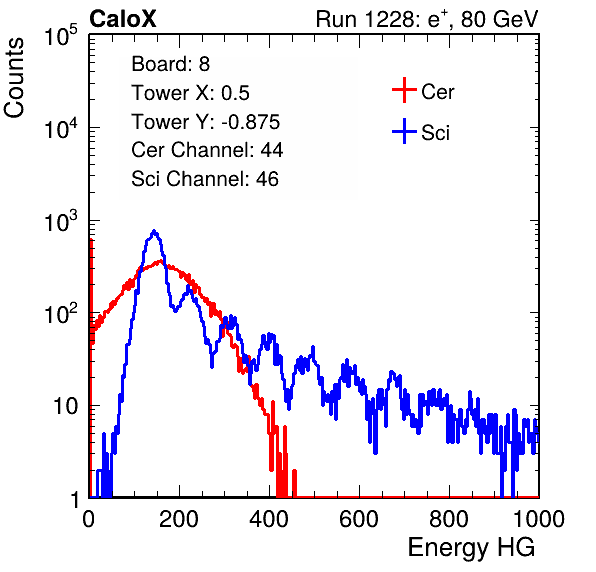 CaloX Run 1228: e⁺, 80 GeV
Counts
Board: 8
Tower X: 0.5
Tower Y: -0.875
Cer Channel: 44
Sci Channel: 46
Cer
Sci
10⁵
10⁴
10³
10²
10
1
0 200 400 600 800 1000
Energy HG